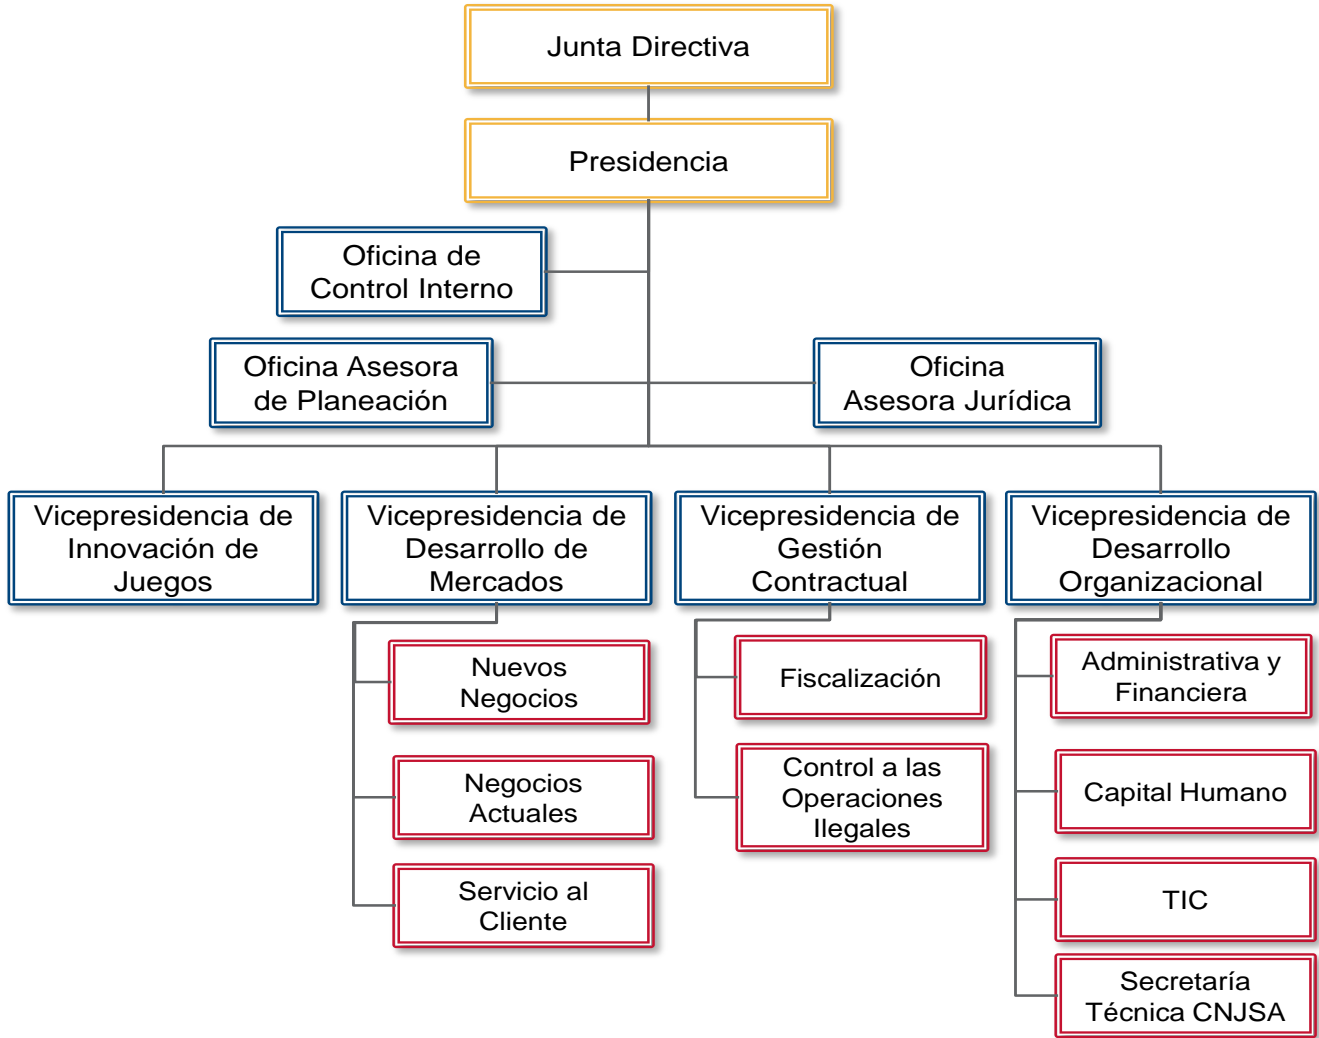 Junta Directiva
Presidencia
Oficina de
Control Interno
Oficina Asesora
de Planeación
Oficina
Asesora Jurídica
Vicepresidencia de
Innovación de
Juegos
Vicepresidencia de
Desarrollo de
Mercados
Vicepresidencia de
Gestión
Contractual
Vicepresidencia de
Desarrollo
Organizacional
Nuevos
Negocios
Negocios
Actuales
Servicio al
Cliente
Fiscalización
Control a las
Operaciones
Ilegales
Administrativa y
Financiera
Capital Humano
TIC
Secretaría
Técnica CNJSA